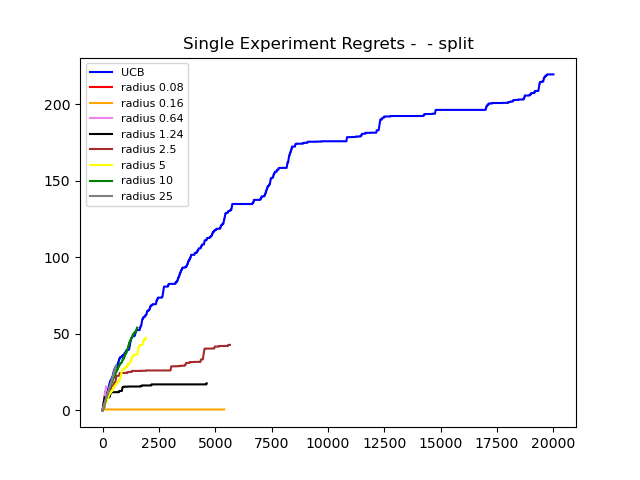 Single Experiment Regrets -  - split
UCB
radius 0.08
radius 0.16
radius 0.64
radius 1.24
radius 2.5
radius 5
radius 10
radius 25
200
150
100
50
0
0 2500 5000 7500 10000 12500 15000 17500 20000